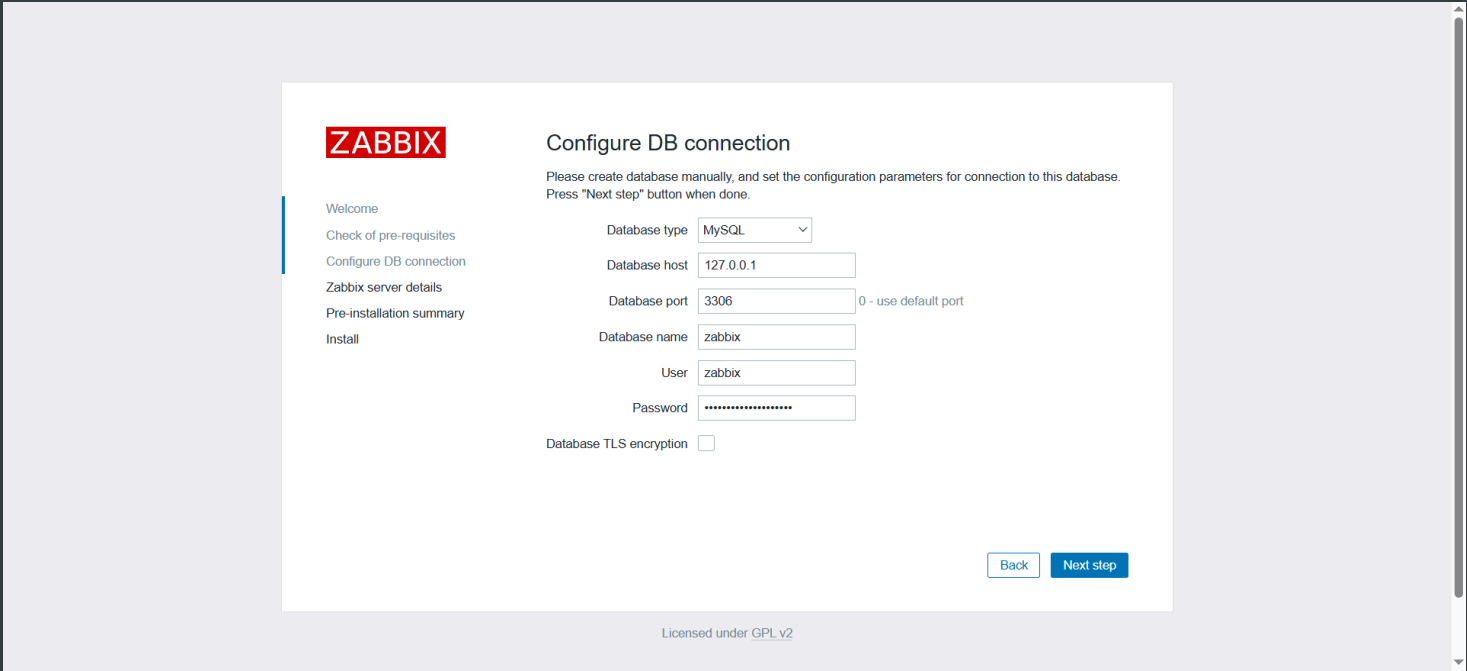 ZABBIX
Welcome
Check of pre-requisites
Configure DB connection
Zabbix server details
Pre-installation summary
Install
Configure DB connection
Please create database manually, and set the configuration parameters for connection to this database.
Press "Next step" button when done.
Database type MySQL
Database host 127.0.0.1
Database port 3306 0 - use default port
Database name zabbix
User zabbix
Password ••••••••••••••••••••
Database TLS encryption
Back Next step
Licensed under GPL v2